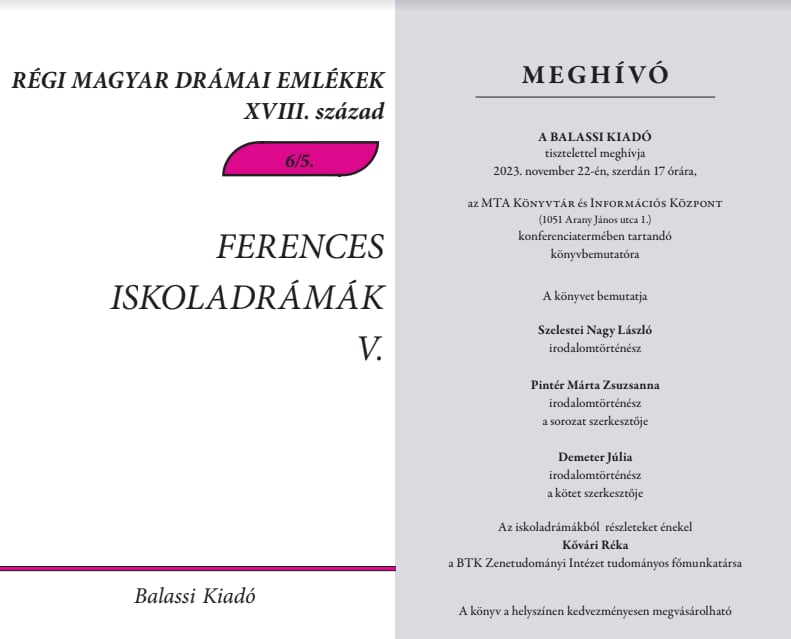 RÉGI MAGYAR DRÁMAI EMLÉKEK
XVIII. század
6/5.
FERENCES
ISKOLADRÁMÁK
V.
Balassi Kiadó
MEGHÍVÓ
A BALASSI KIADÓ
tisztelettel meghívja
2023. november 22-én, szerdán 17 órára,
az MTA Könyvtár és Információs Központ
(1051 Arany János utca 1.)
konferenciatermében tartandó
könyvbemutatóra
A könyvet bemutatja
Szelestei Nagy László
irodalomtörténész
Pintér Márta Zsuzsanna
irodalomtörténész
a sorozat szerkesztője
Demeter Júlia
irodalomtörténész
a kötet szerkesztője
Az iskoladrámákból részleteket énekel
Kővári Réka
a BTK Zenetudományi Intézet tudományos főmunkatársa
A könyv a helyszínen kedvezményesen megvásárolható